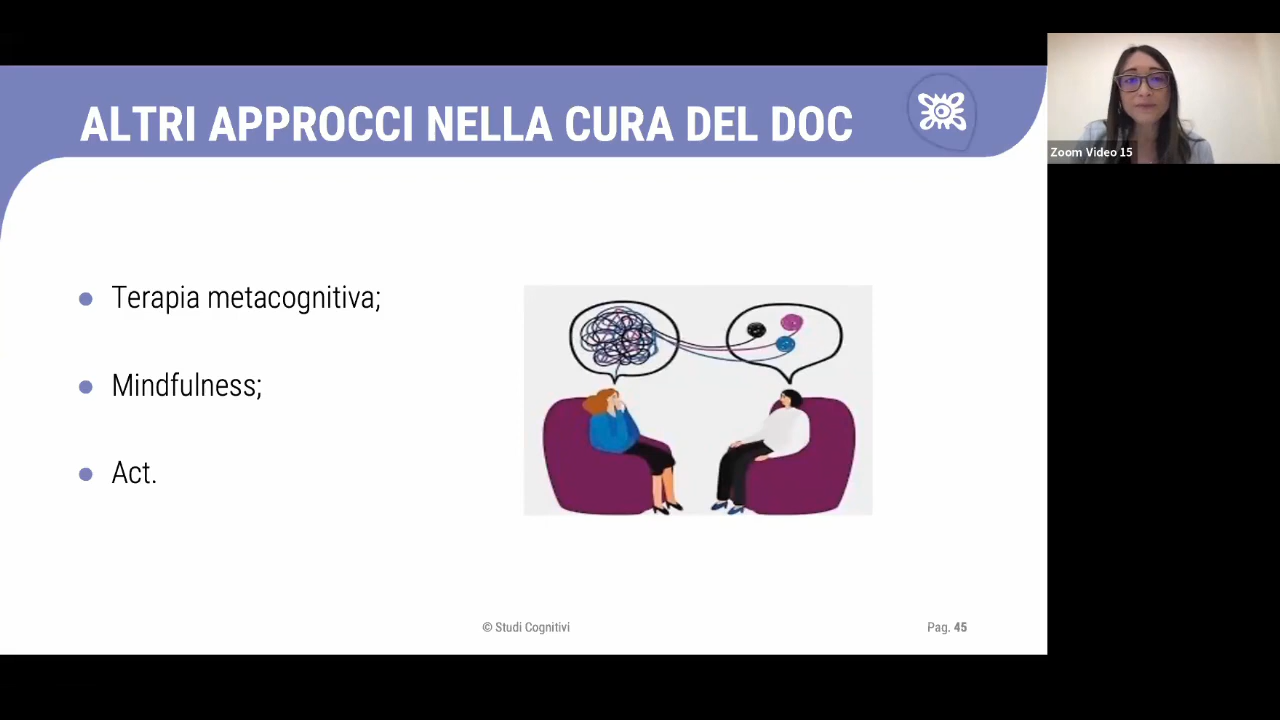 ALTRI APPROCCI NELLA CURA DEL DOC
Zoom Video 15
Terapia metacognitiva;
Mindfulness;
Act.
© Studi Cognitivi
Pag. 45